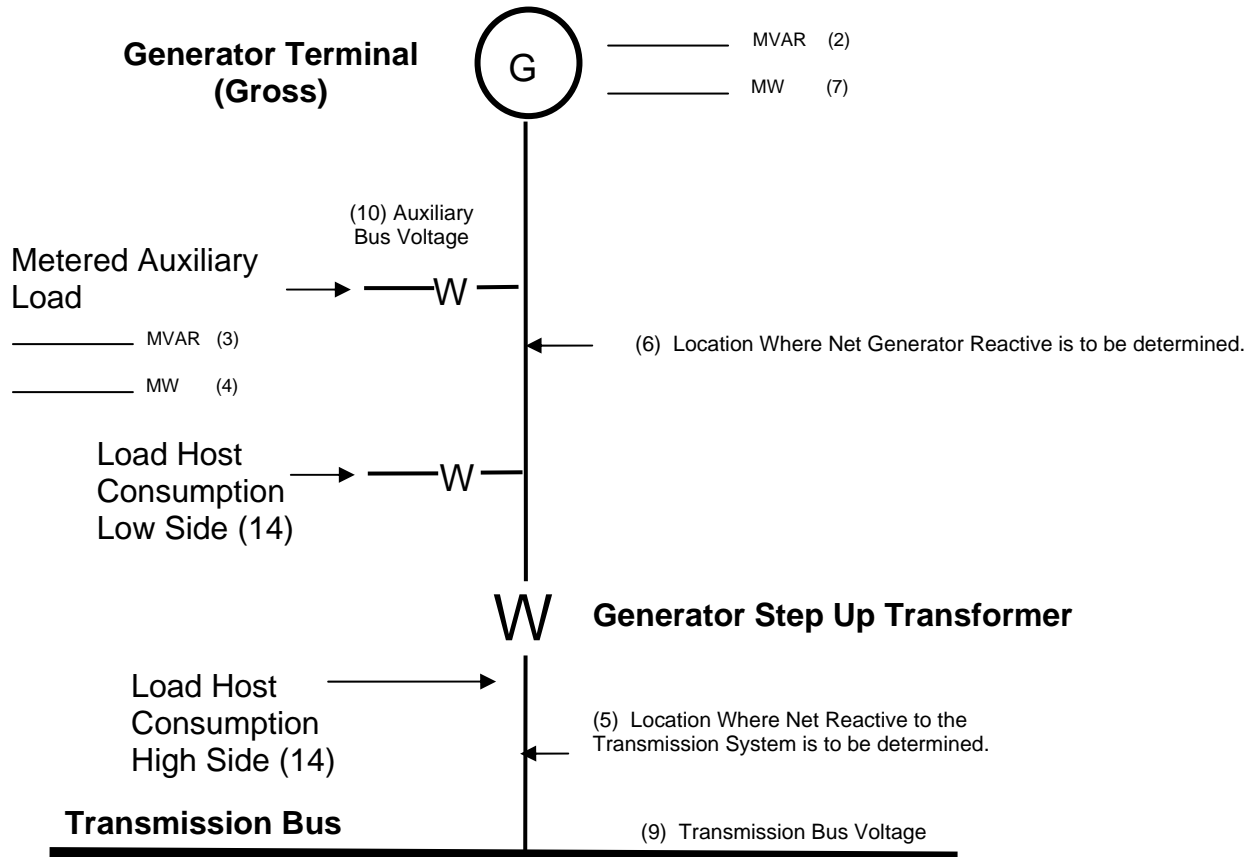 Generator Terminal
(Gross)
G
MVAR (2)
MW (7)
(10) Auxiliary
Bus Voltage
Metered Auxiliary
Load
W
MVAR (3)
MW (4)
(6) Location Where Net Generator Reactive is to be determined.
Load Host
Consumption
Low Side (14)
W
W
Generator Step Up Transformer
Load Host
Consumption
High Side (14)
(5) Location Where Net Reactive to the
Transmission System is to be determined.
Transmission Bus
(9) Transmission Bus Voltage